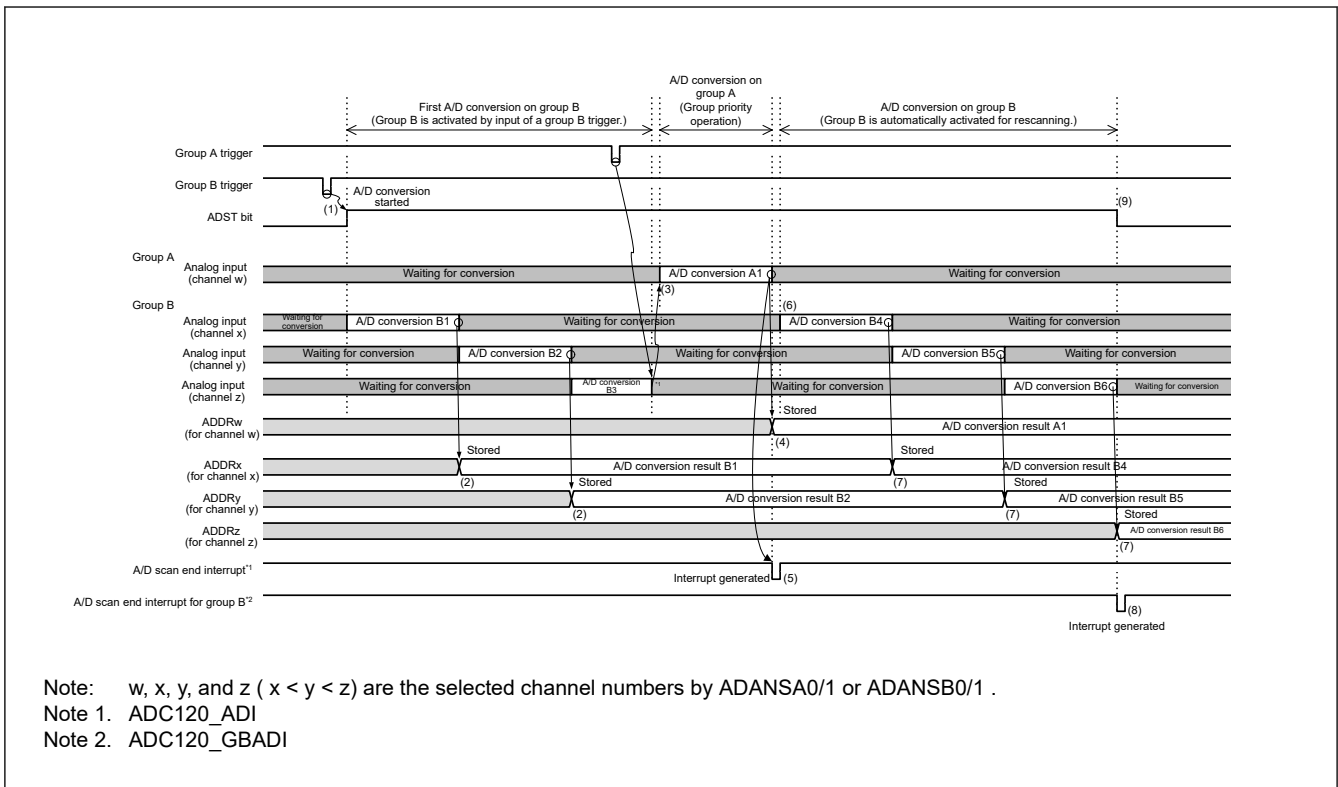 A/D conversion on
group A
(Group priority
operation)
First A/D conversion on group B
(Group B is activated by input of a group B trigger.)
A/D conversion on group B
(Group B is automatically activated for rescanning.)
Group A trigger
Group B trigger
A/D conversion
started
(1)
ADST bit
(9)
Group A
Analog input
(channel w)
Waiting for conversion
A/D conversion A1
Waiting for conversion
(3)
Group B
(6)
Analog input
(channel x)
Waiting for
conversion
A/D conversion B1
Waiting for conversion
A/D conversion B4
Waiting for conversion
Analog input
(channel y)
Waiting for conversion
A/D conversion B2
Waiting for conversion
A/D conversion B5
Waiting for conversion
Analog input
(channel z)
Waiting for conversion
A/D conversion
B3
*1
Waiting for conversion
A/D conversion B6
Waiting for conversion
Stored
ADDRw
(for channel w)
A/D conversion result A1
(4)
Stored
Stored
ADDRx
(for channel x)
A/D conversion result B1
A/D conversion result B4
(2)
Stored
(7)
Stored
ADDRy
(for channel y)
A/D conversion result B2
A/D conversion result B5
(2)
(7)
Stored
ADDRz
(for channel z)
A/D conversion result B6
(7)
A/D scan end interrupt*1
Interrupt generated
(5)
A/D scan end interrupt for group B*2
(8)
Interrupt generated
Note: w, x, y, and z ( x < y < z) are the selected channel numbers by ADANSA0/1 or ADANSB0/1 .
Note 1. ADC120_ADI
Note 2. ADC120_GBADI